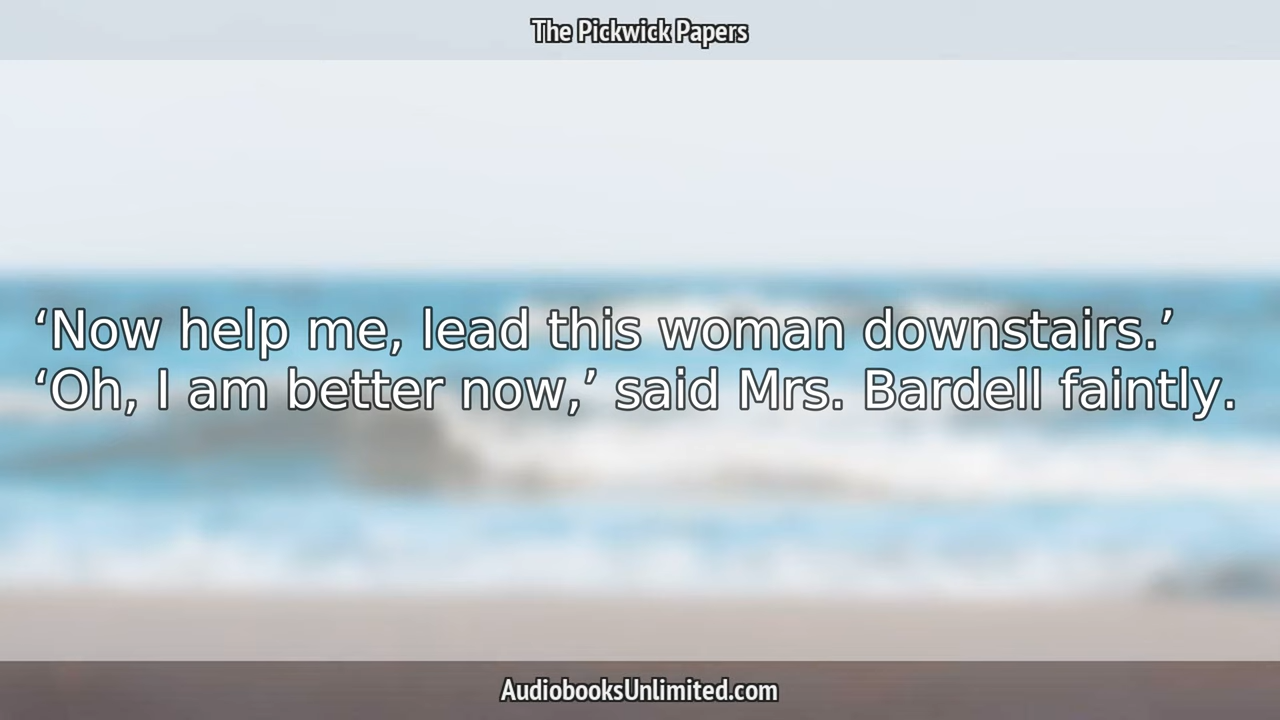 The Pickwick Papers
‘Now help me, lead this woman downstairs.’
‘Oh, I am better now,’ said Mrs. Bardell faintly.
AudiobooksUnlimited.com